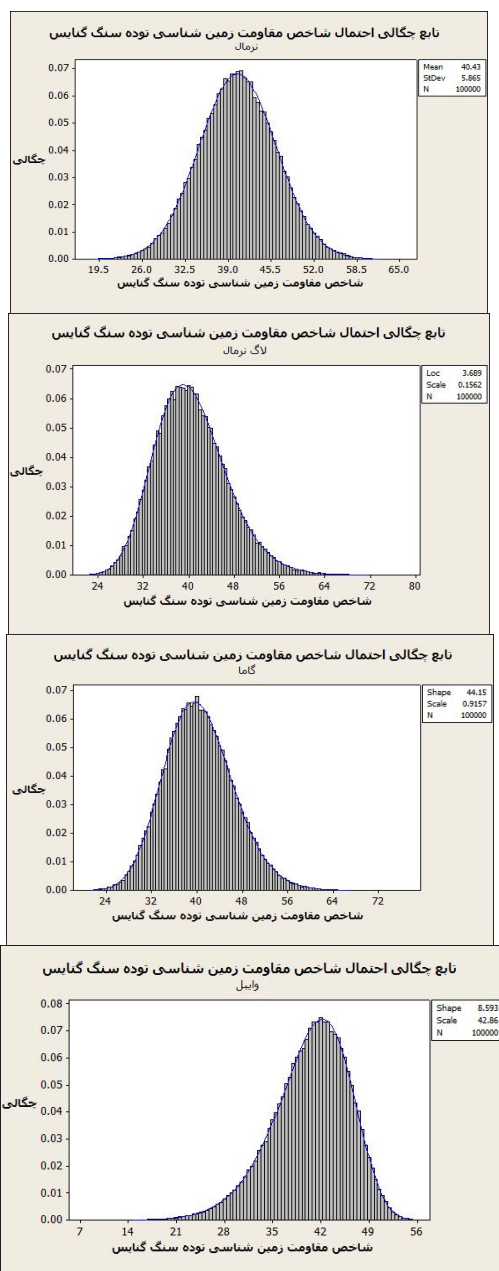 تابع چگالی احتمال شاخص مقاومت زمین شناسی توده سنگ گنایس
نرمال
Mean 40.43
StDev 5.865
N 100000
0.07
0.06
0.05
0.04
0.03
0.02
0.01
0.00
چگالی
19.5 26.0 32.5 39.0 45.5 52.0 58.5 65.0
شاخص مقاومت زمین شناسی توده سنگ گنایس
تابع چگالی احتمال شاخص مقاومت زمین شناسی توده سنگ گنایس
لاگ نرمال
Loc 3.689
Scale 0.1562
N 100000
0.07
0.06
0.05
0.04
0.03
0.02
0.01
0.00
چگالی
24 32 40 48 56 64 72 80
شاخص مقاومت زمین شناسی توده سنگ گنایس
تابع چگالی احتمال شاخص مقاومت زمین شناسی توده سنگ گنایس
گاما
Shape 44.15
Scale 0.9157
N 100000
0.07
0.06
0.05
0.04
0.03
0.02
0.01
0.00
چگالی
24 32 40 48 56 64 72
شاخص مقاومت زمین شناسی توده سنگ گنایس
تابع چگالی احتمال شاخص مقاومت زمین شناسی توده سنگ گنایس
وایبل
Shape 8.593
Scale 42.86
N 100000
0.08
0.07
0.06
0.05
0.04
0.03
0.02
0.01
0.00
چگالی
7 14 21 28 35 42 49 56
شاخص مقاومت زمین شناسی توده سنگ گنایس